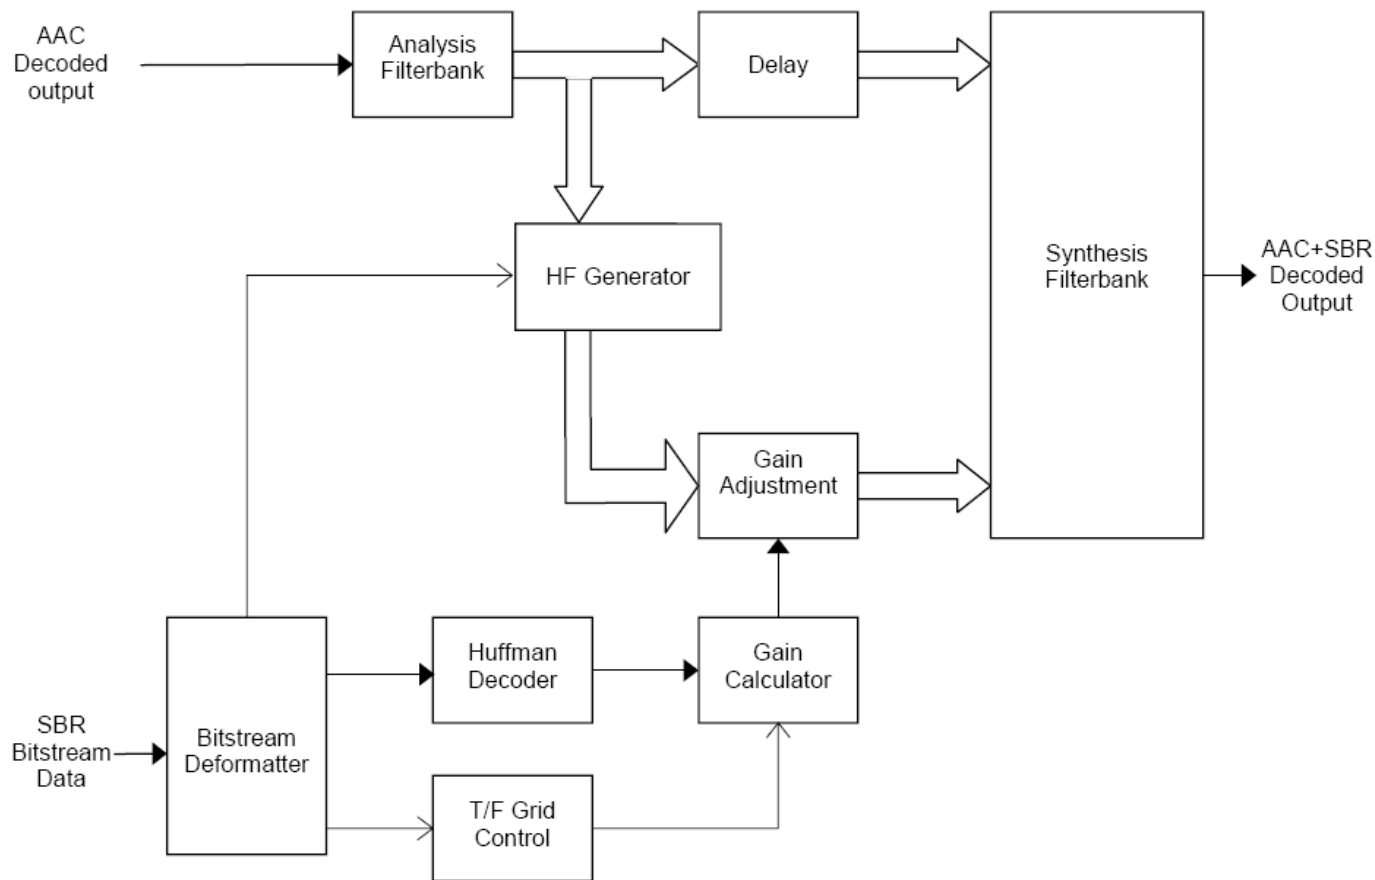 AAC
Decoded
output
Analysis
Filterbank
Delay
HF Generator
Synthesis
Filterbank
AAC+SBR
Decoded
Output
Gain
Adjustment
Huffman
Decoder
Gain
Calculator
SBR
Bitstream
Data
Bitstream
Deformatter
T/F Grid
Control